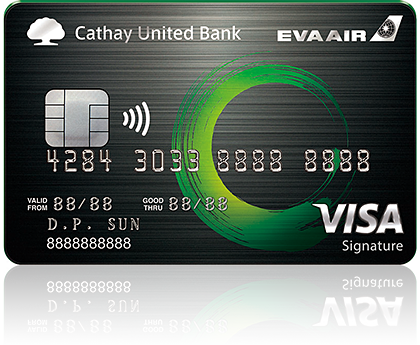 Cathay United Bank EVA AIR
4284 3033 8888 8888
VALID FROM 88/88 GOOD THRU 88/88
D.P. SUN
8888888888
VISA
Signature